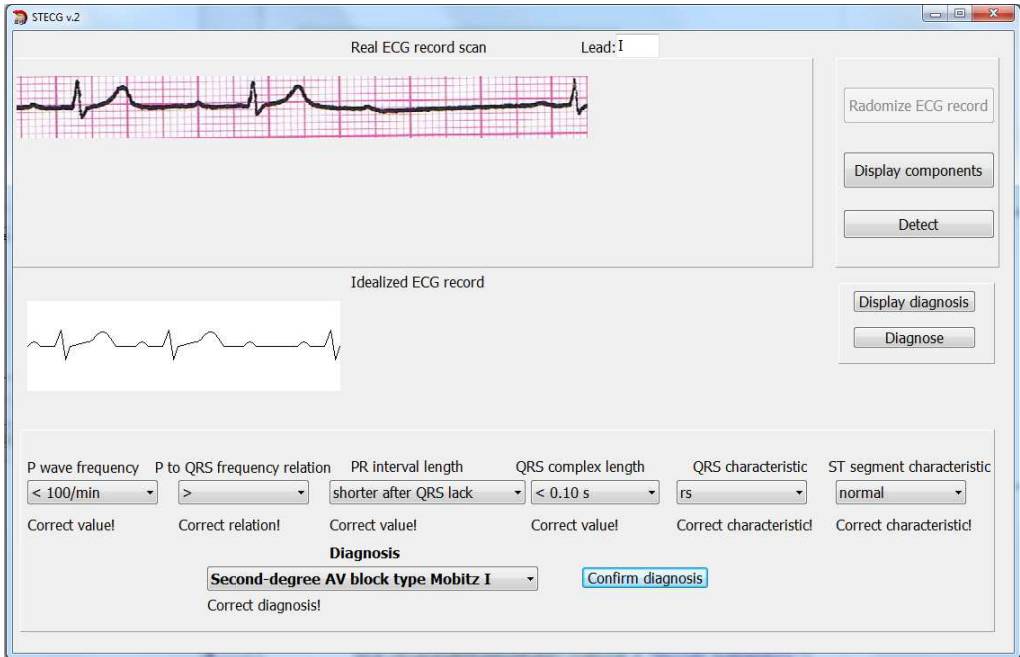 STECG v.2
Real ECG record scan Lead: I
Radomize ECG record
Display components
Detect
Idealized ECG record
Display diagnosis
Diagnose
P wave frequency P to QRS frequency relation PR interval length QRS complex length QRS characteristic ST segment characteristic
< 100/min > shorter after QRS lack < 0.10 s rs normal
Correct value! Correct relation! Correct value! Correct value! Correct characteristic! Correct characteristic!
Diagnosis
Second-degree AV block type Mobitz I Confirm diagnosis
Correct diagnosis!